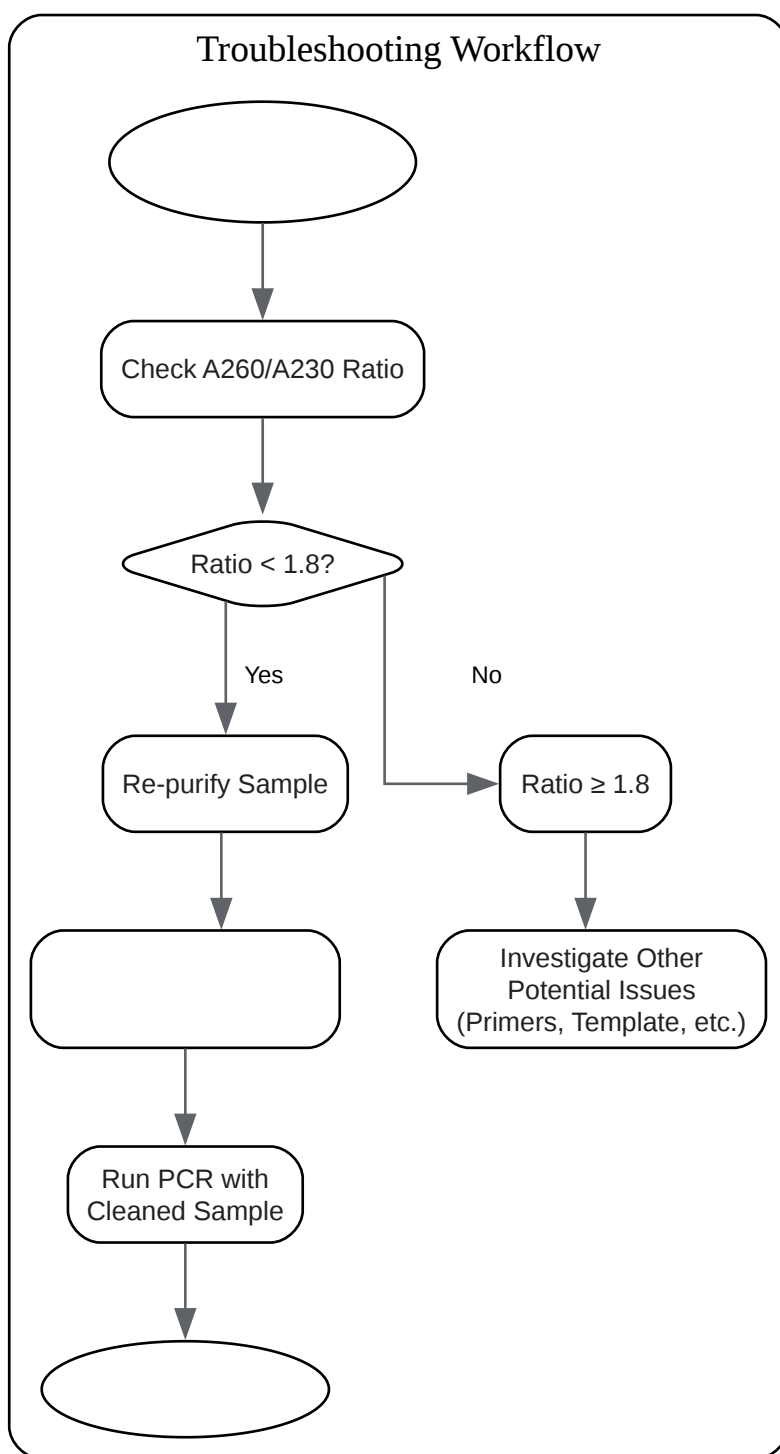 Troubleshooting Workflow
Check A260/A230 Ratio
Ratio < 1.8?
Yes
No
Re-purify Sample
Ratio ≥ 1.8
Investigate Other
Potential Issues
(Primers, Template, etc.)
Run PCR with
Cleaned Sample